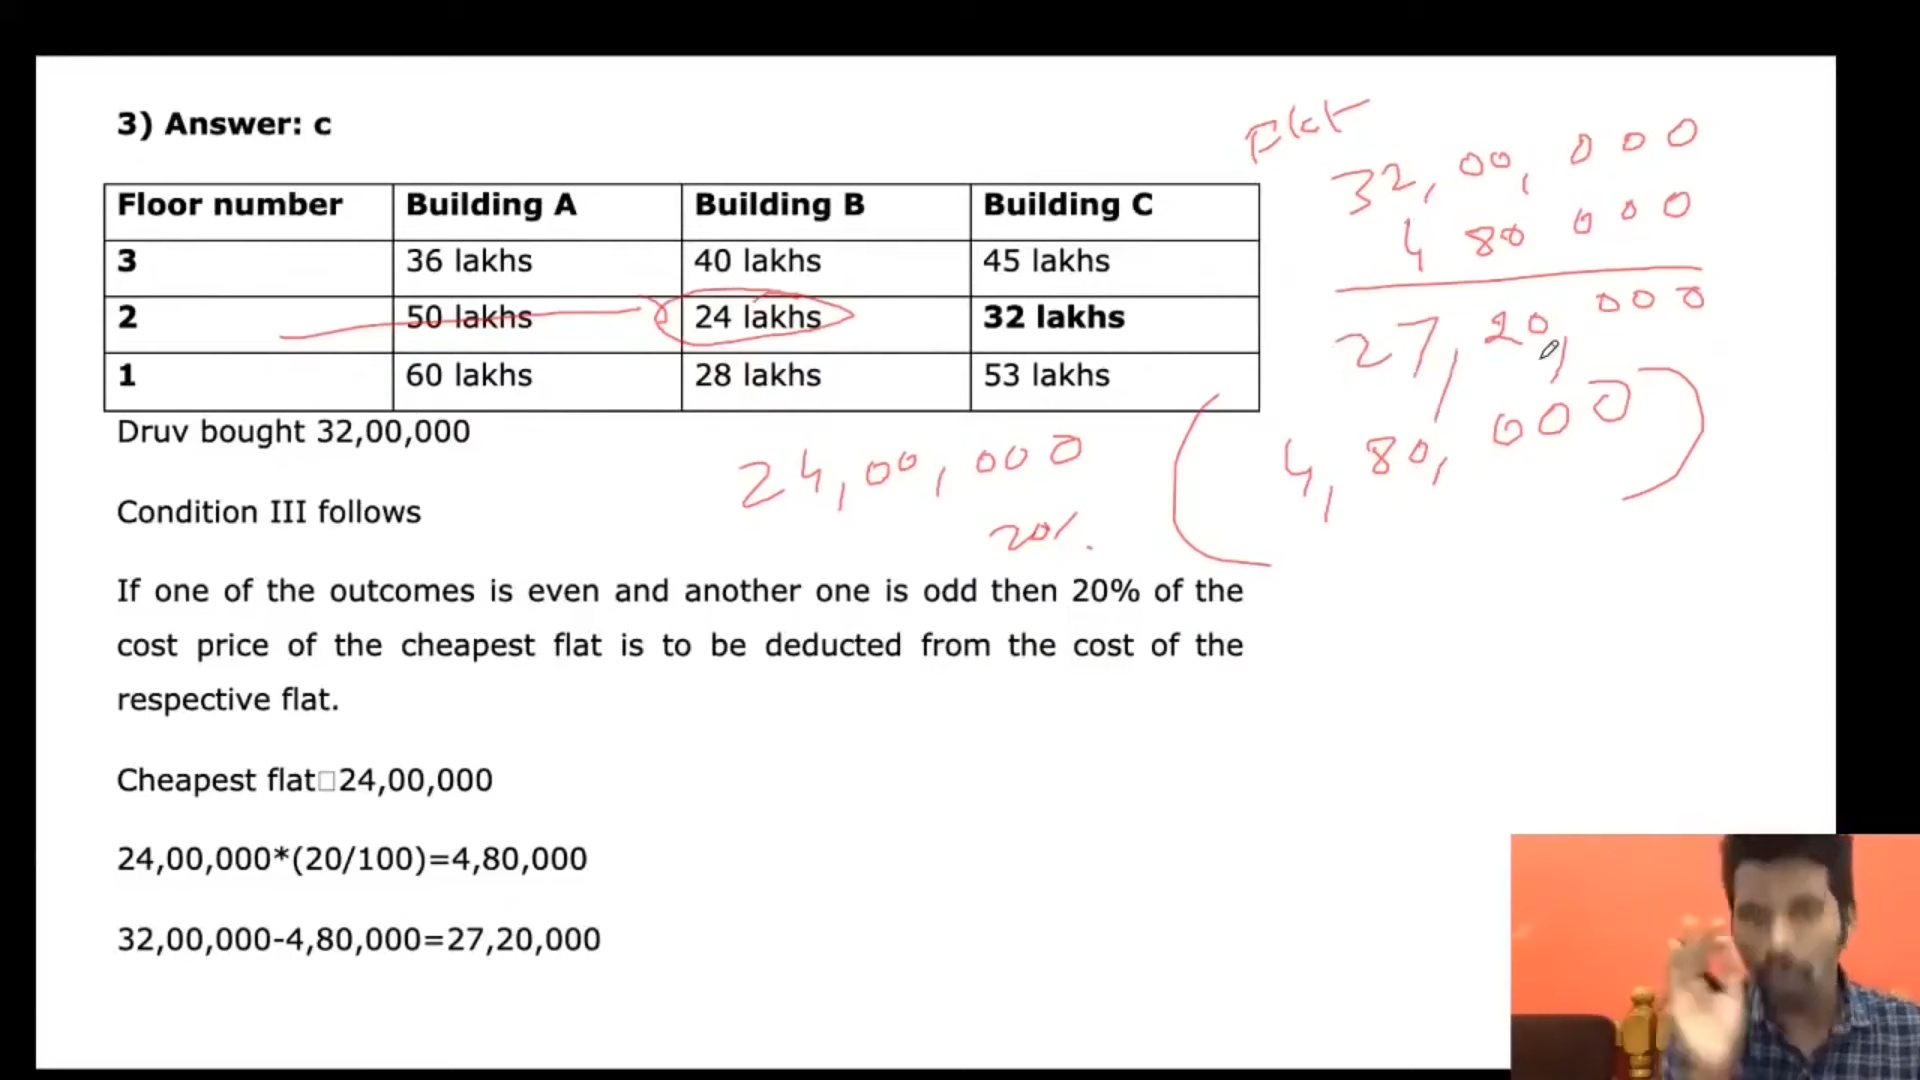 3) Answer: c
Flat
32,00,000
4 80 000
27,20,000
Floor number Building A Building B Building C
3 36 lakhs 40 lakhs 45 lakhs
2 50 lakhs 24 lakhs 32 lakhs
1 60 lakhs 28 lakhs 53 lakhs
Druv bought 32,00,000
24,00,000
20%
(4,80,000)
Condition III follows
If one of the outcomes is even and another one is odd then 20% of the
cost price of the cheapest flat is to be deducted from the cost of the
respective flat.
Cheapest flat□24,00,000
24,00,000*(20/100)=4,80,000
32,00,000-4,80,000=27,20,000